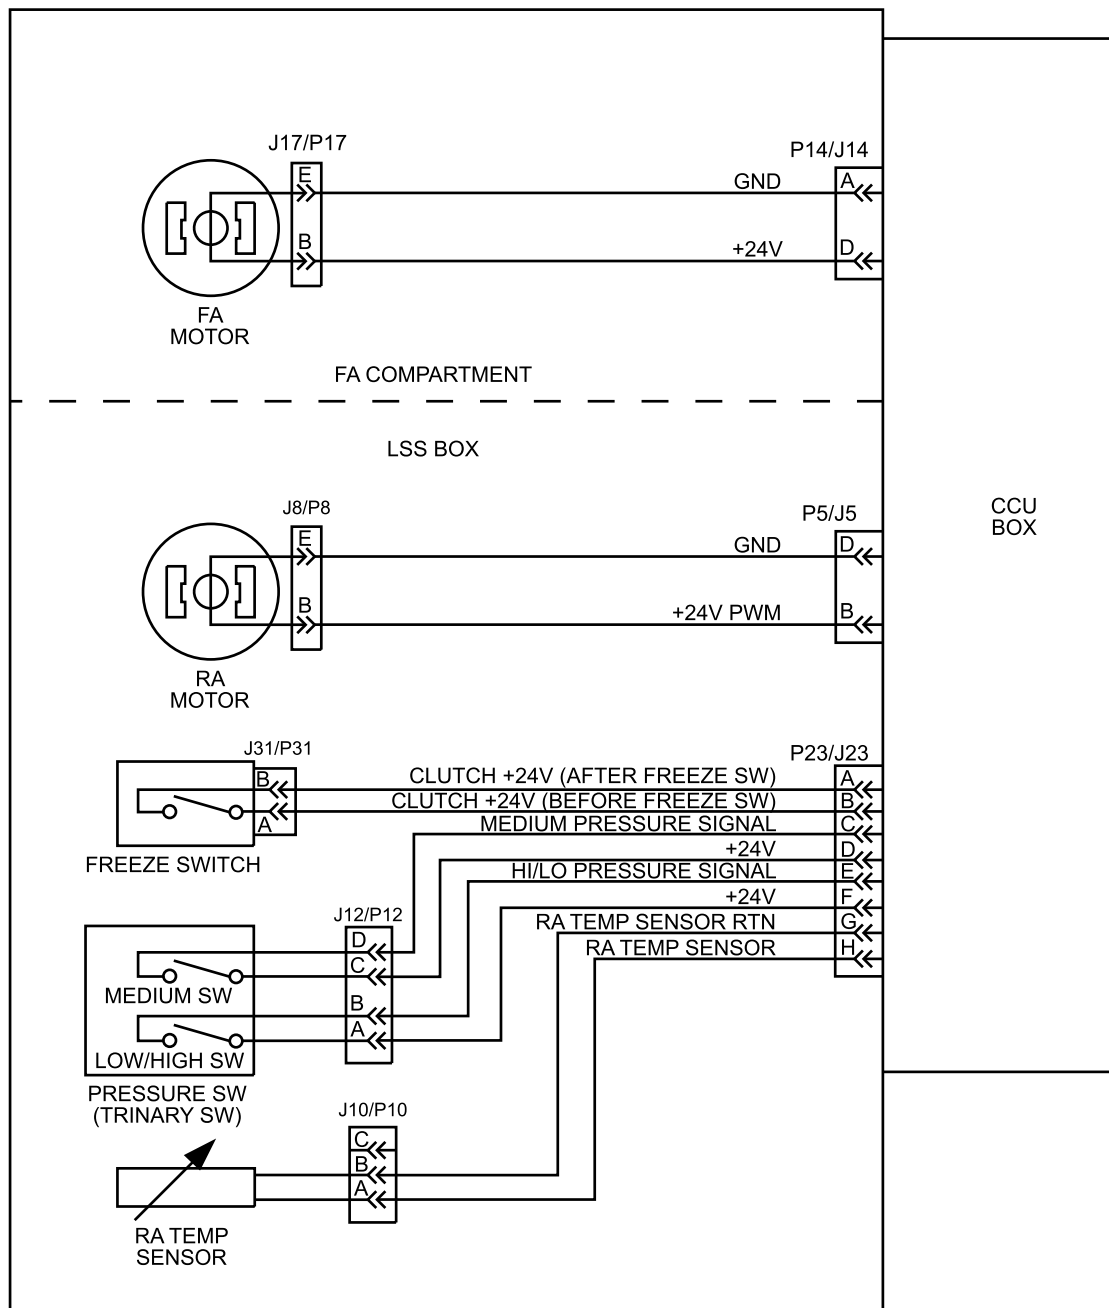 J17/P17
P14/J14
E
GND
A
B
+24V
D
FA
MOTOR
FA COMPARTMENT
LSS BOX
CCU
BOX
J8/P8
P5/J5
E
GND
D
B
+24V PWM
B
RA
MOTOR
J31/P31
P23/J23
B
CLUTCH +24V (AFTER FREEZE SW)
A
CLUTCH +24V (BEFORE FREEZE SW)
B
A
MEDIUM PRESSURE SIGNAL
C
+24V
D
FREEZE SWITCH
HI/LO PRESSURE SIGNAL
E
+24V
F
J12/P12
RA TEMP SENSOR RTN
G
D
RA TEMP SENSOR
H
C
MEDIUM SW
B
A
LOW/HIGH SW
PRESSURE SW
(TRINARY SW)
J10/P10
C
B
A
RA TEMP
SENSOR